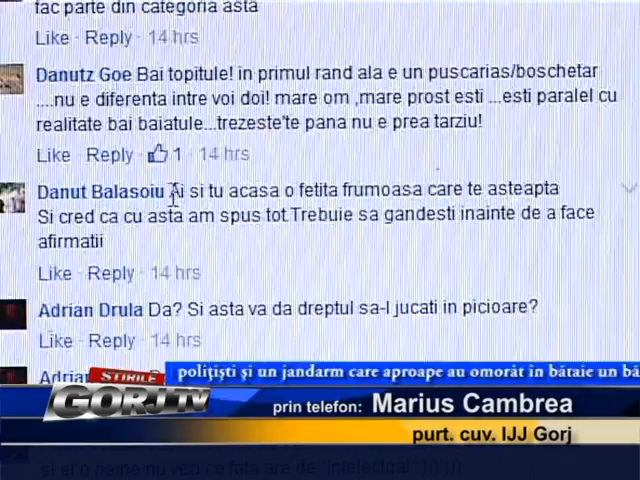 fac parte din categoria asta
Like · Reply · 14 hrs
Danutz Goe Bai topitule! in primul rand ala e un puscarias/boschetar
....nu e diferenta intre voi doi! mare om ,mare prost esti ...esti paralel cu
realitate bai baiatule...trezeste'te pana nu e prea tarziu!
Like · Reply · 1 · 14 hrs
Danut Balasoiu Ai si tu acasa o fetita frumoasa care te asteapta
Si cred ca cu asta am spus tot.Trebuie sa gandesti inainte de a face
afirmatii
Like · Reply · 14 hrs
Adrian Drula Da? Si asta va da dreptul sa-l jucati in picioare?
Like · Reply · 14 hrs
Adrian
ȘTIRILE
polițiști și un jandarm care aproape au omorât în bătaie un bă
GORJ TV
prin telefon: Marius Cambrea
purt. cuv. IJJ Gorj
si ei o paine nu vezi ce fata are de "intelectual"